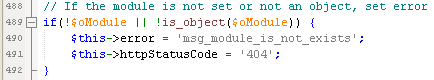 488 // If the module is not set or not an object, set error
489 if(!$oModule || !is_object($oModule)) {
490 $this->error = 'msg_module_is_not_exists';
491 $this->httpStatusCode = '404';
492 }